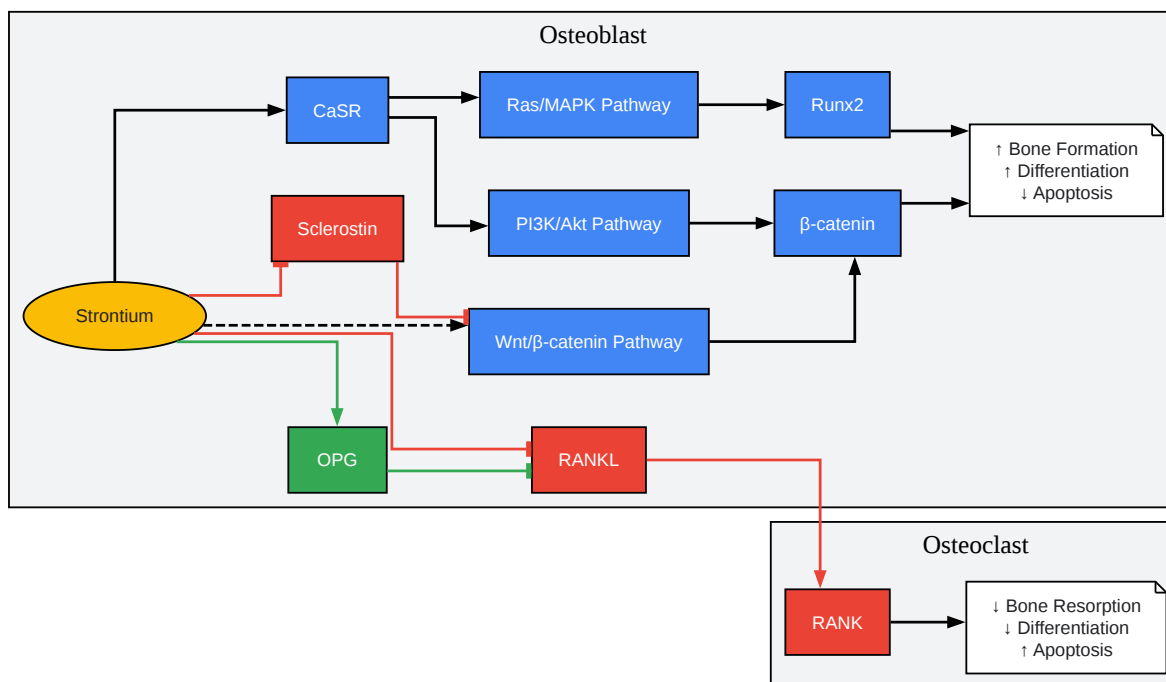 Osteoblast
CaSR
Ras/MAPK Pathway
Runx2
↑ Bone Formation
↑ Differentiation
↓ Apoptosis
Sclerostin
PI3K/Akt Pathway
β-catenin
Strontium
Wnt/β-catenin Pathway
OPG
RANKL
Osteoclast
RANK
↓ Bone Resorption
↓ Differentiation
↑ Apoptosis